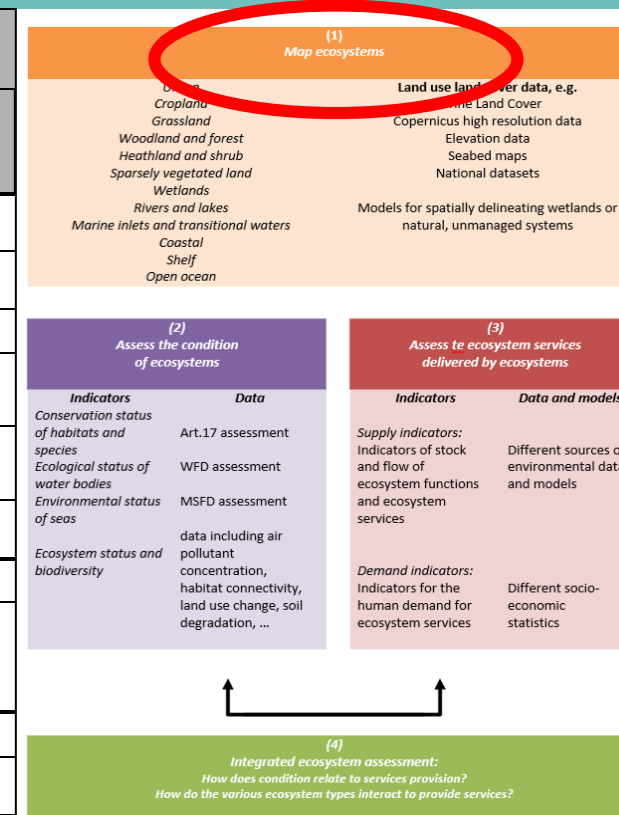 (1)
Map ecosystems
Cropland
Grassland
Woodland and forest
Heathland and shrub
Sparsely vegetated land
Wetlands
Rivers and lakes
Marine inlets and transitional waters
Coastal
Shelf
Open ocean
Land use land data, e.g.
Land Cover
Copernicus high resolution data
Elevation data
Seabed maps
National datasets
Models for spatially delineating wetlands or
natural, unmanaged systems
(2)
Assess the condition
of ecosystems
Indicators
Conservation status
of habitats and
species
Ecological status of
water bodies
Environmental status
of seas
Ecosystem status and
biodiversity
Data
Art.17 assessment
WFD assessment
MSFD assessment
data including air
pollutant
concentration,
habitat connectivity,
land use change, soil
degradation, ...
(3)
Assess te ecosystem services
delivered by ecosystems
Indicators
Supply indicators:
Indicators of stock
and flow of
ecosystem functions
and ecosystem
services
Demand indicators:
Indicators for the
human demand for
ecosystem services
Data and models
Different sources
environmental
and models
Different socio-
economic
statistics
(4)
Integrated ecosystem assessment:
How does condition relate to services provision?
How do the various ecosystem types interact to provide services?